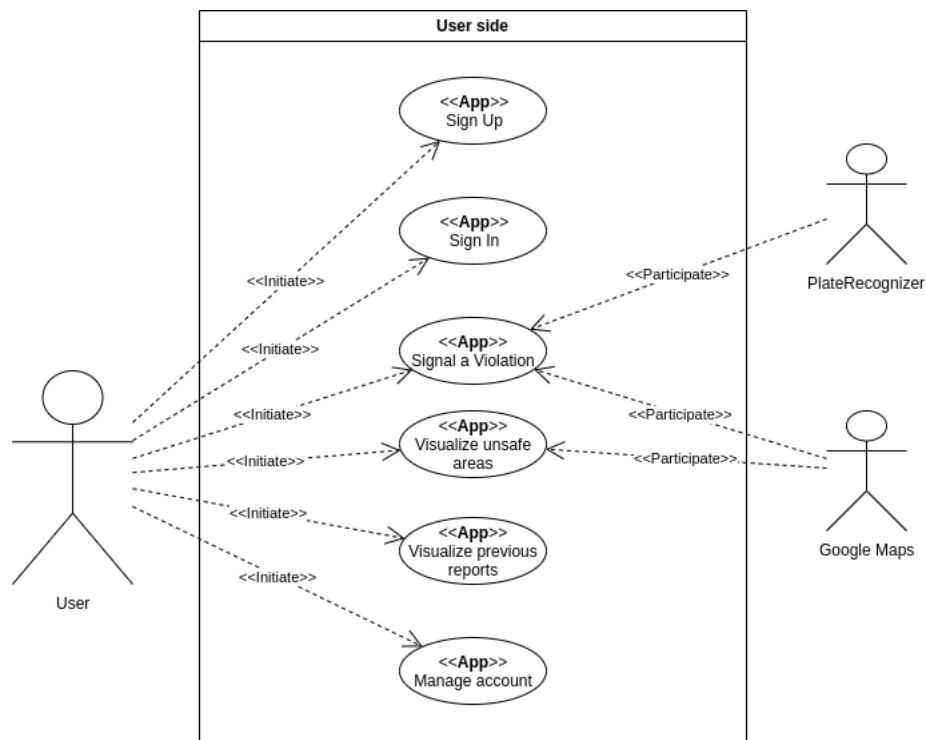 User side
<<App>>
Sign Up
<<App>>
Sign In
<<Initiate>>
<<Participate>>
PlateRecognizer
<<Initiate>>
<<App>>
Signal a Violation
<<Initiate>>
<<Participate>>
<<App>>
Visualize unsafe
areas
<<Initiate>>
<<Participate>>
<<Initiate>>
<<App>>
Visualize previous
reports
Google Maps
<<Initiate>>
User
<<App>>
Manage account